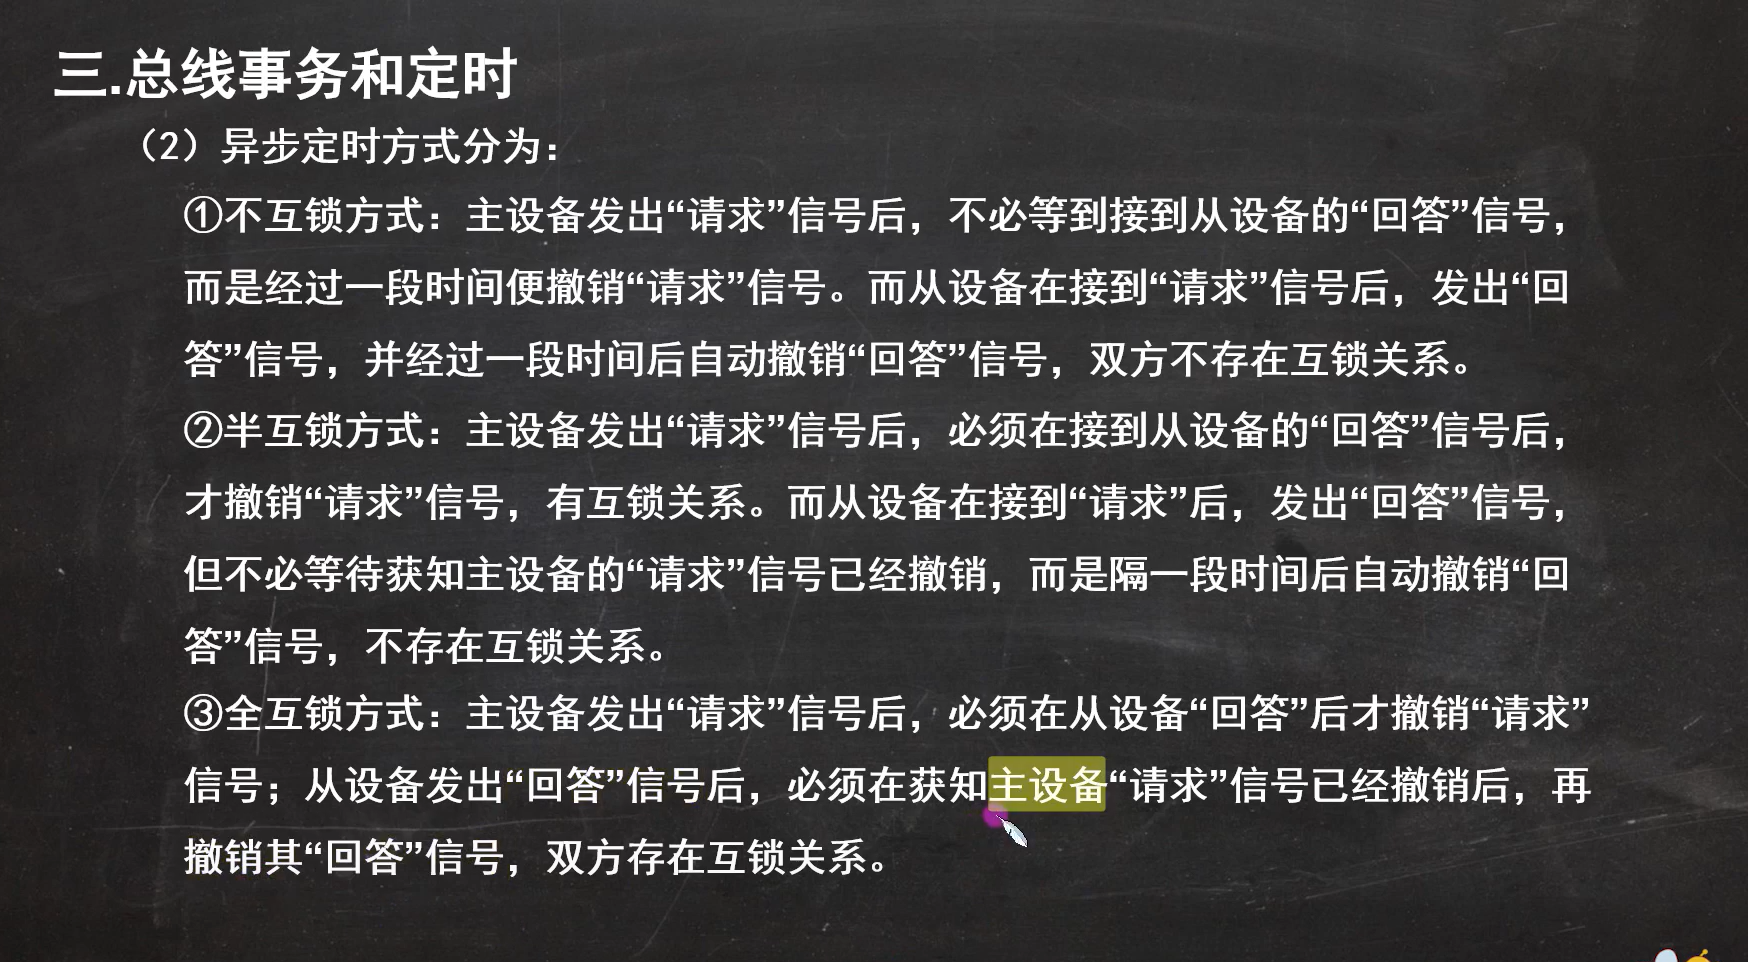 三.总线事务和定时
（2）异步定时方式分为：
①不互锁方式：主设备发出“请求”信号后，不必等到接到从设备的“回答”信号，
而是经过一段时间便撤销“请求”信号。而从设备在接到“请求”信号后，发出“回
答”信号，并经过一段时间后自动撤销“回答”信号，双方不存在互锁关系。
②半互锁方式：主设备发出“请求”信号后，必须在接到从设备的“回答”信号后，
才撤销“请求”信号，有互锁关系。而从设备在接到“请求”后，发出“回答”信号，
但不必等待获知主设备的“请求”信号已经撤销，而是隔一段时间后自动撤销“回
答”信号，不存在互锁关系。
③全互锁方式：主设备发出“请求”信号后，必须在从设备“回答”后才撤销“请求”
信号；从设备发出“回答”信号后，必须在获知主设备“请求”信号已经撤销后，再
撤销其“回答”信号，双方存在互锁关系。